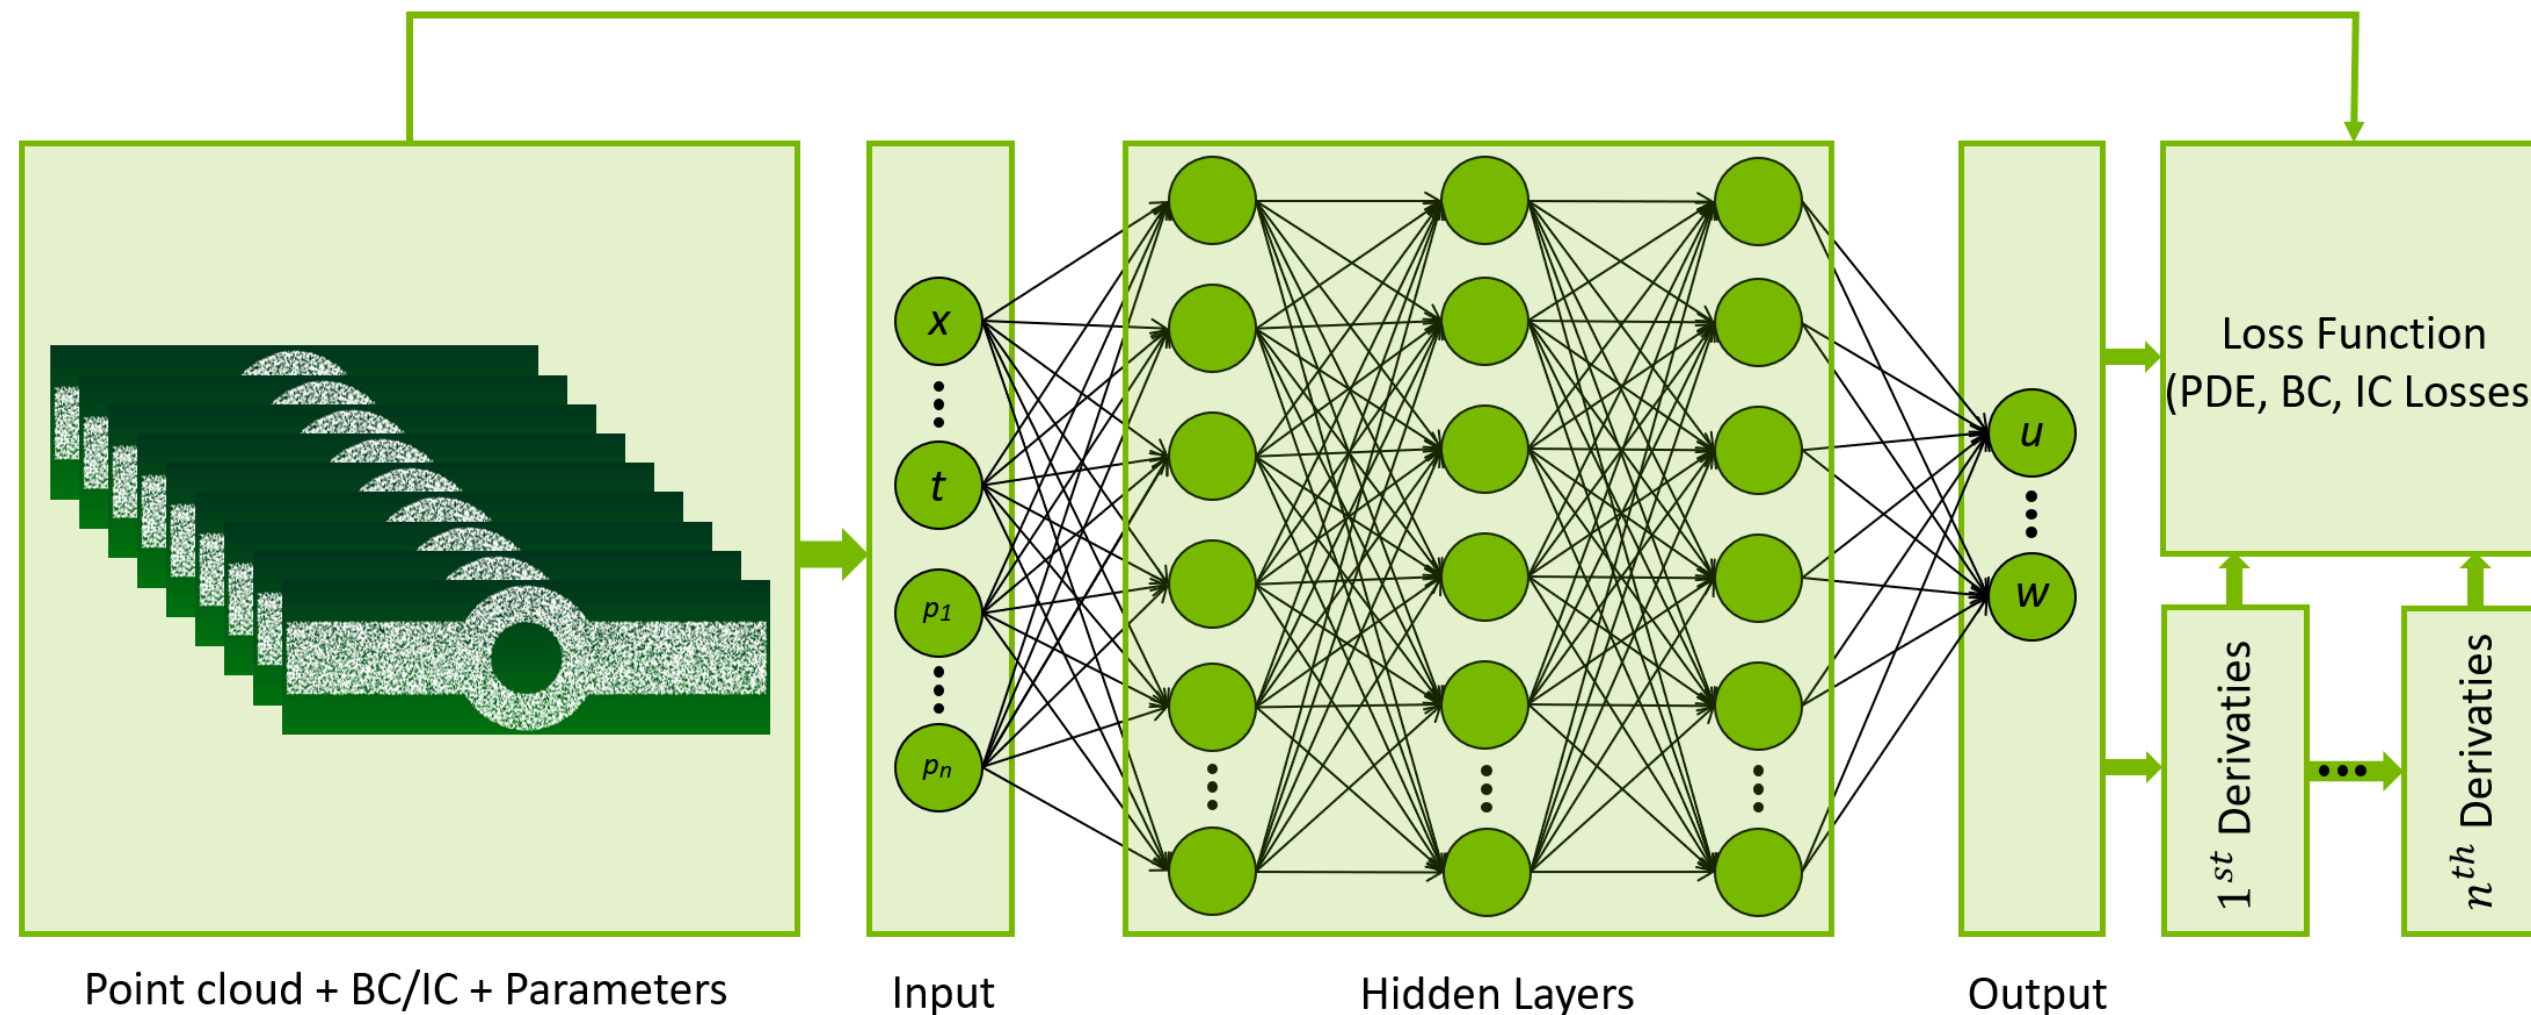 x
t
p1
pn
u
w
Loss Function
(PDE, BC, IC Losses
1st Derivaties
nth Derivaties
Point cloud + BC/IC + Parameters
Input
Hidden Layers
Output